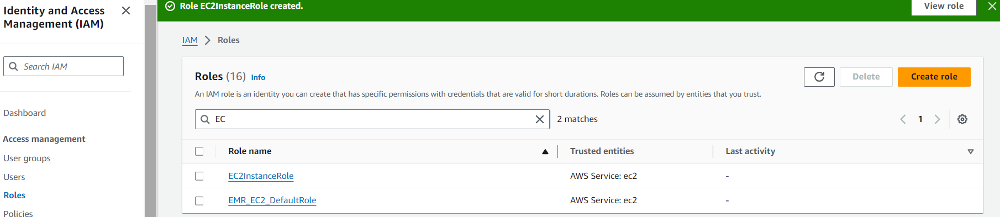 Identity and Access
Management (IAM)
Search IAM
Dashboard
Access management
User groups
Users
Roles
Policies
Role EC2InstanceRole created.
View role
IAM
Roles
Roles (16) Info
Delete
Create role
An IAM role is an identity you can create that has specific permissions with credentials that are valid for short durations. Roles can be assumed by entities that you trust.
EC
2 matches
1
Role name Trusted entities Last activity
EC2InstanceRole AWS Service: ec2 -
EMR_EC2_DefaultRole AWS Service: ec2 -